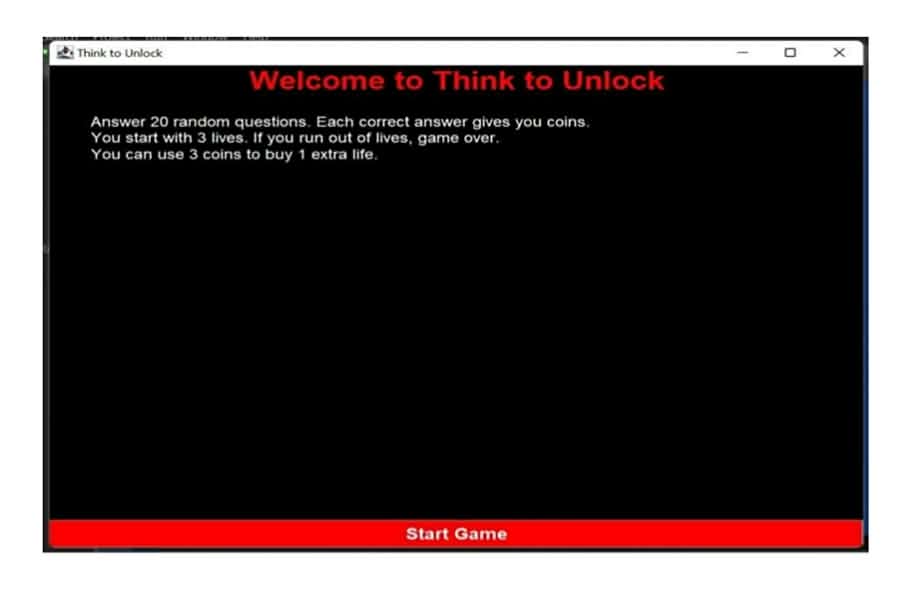 Think to Unlock
Welcome to Think to Unlock
Answer 20 random questions. Each correct answer gives you coins.
You start with 3 lives. If you run out of lives, game over.
You can use 3 coins to buy 1 extra life.
Start Game